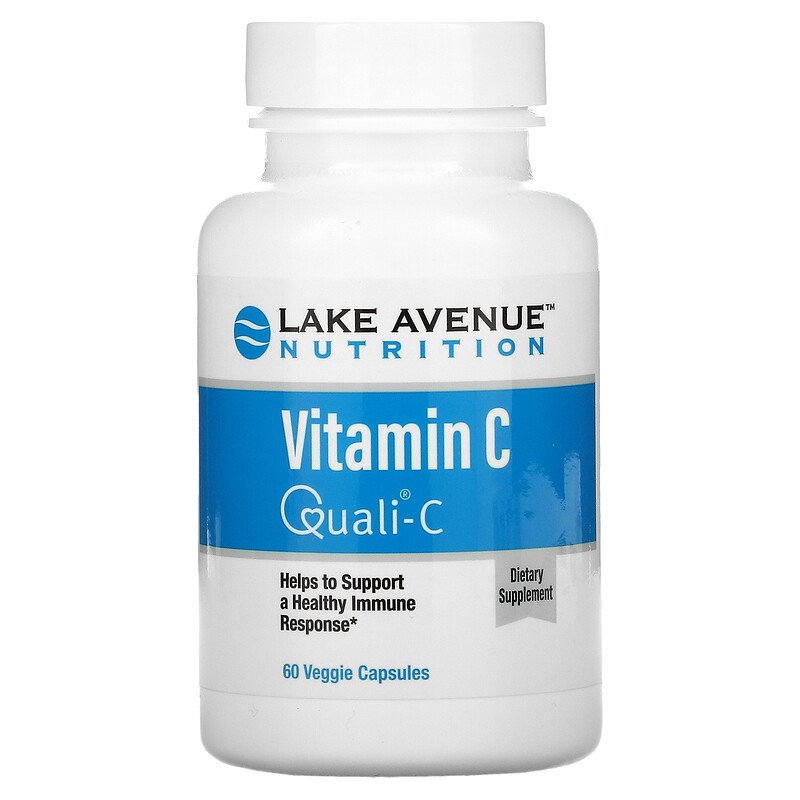 LAKE AVENUE™
NUTRITION
Vitamin C
Quali®-C
Helps to Support
a Healthy Immune
Response*
Dietary
Supplement
60 Veggie Capsules